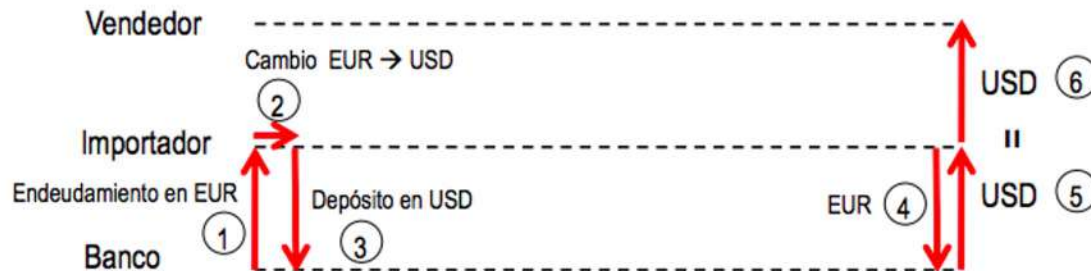 Vendedor
Cambio EUR → USD
2
USD 6
Importador
=
Endeudamiento en EUR
1
Depósito en USD
3
EUR 4
USD 5
Banco